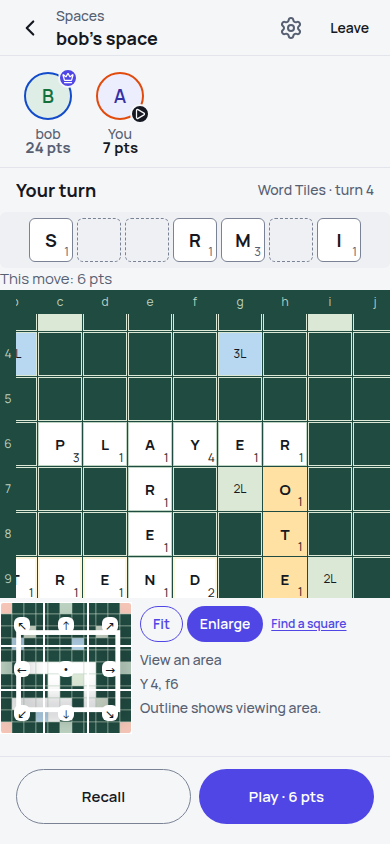 Spaces
bob's space
Leave
B
A
bob
You
24 pts
7 pts
Your turn
Word Tiles · turn 4
S 1 R 1 M 3 I 1
This move: 6 pts
c d e f g h i j
4 L 3L
5
6 P 3 L 1 A 1 Y 4 E 1 R 1
7 R 1 2L O 1
8 E 1 T 1
9 1 R 1 E 1 N 1 D 2 E 1 2L
Fit
Enlarge
Find a square
View an area
Y 4, f6
Outline shows viewing area.
Recall
Play · 6 pts